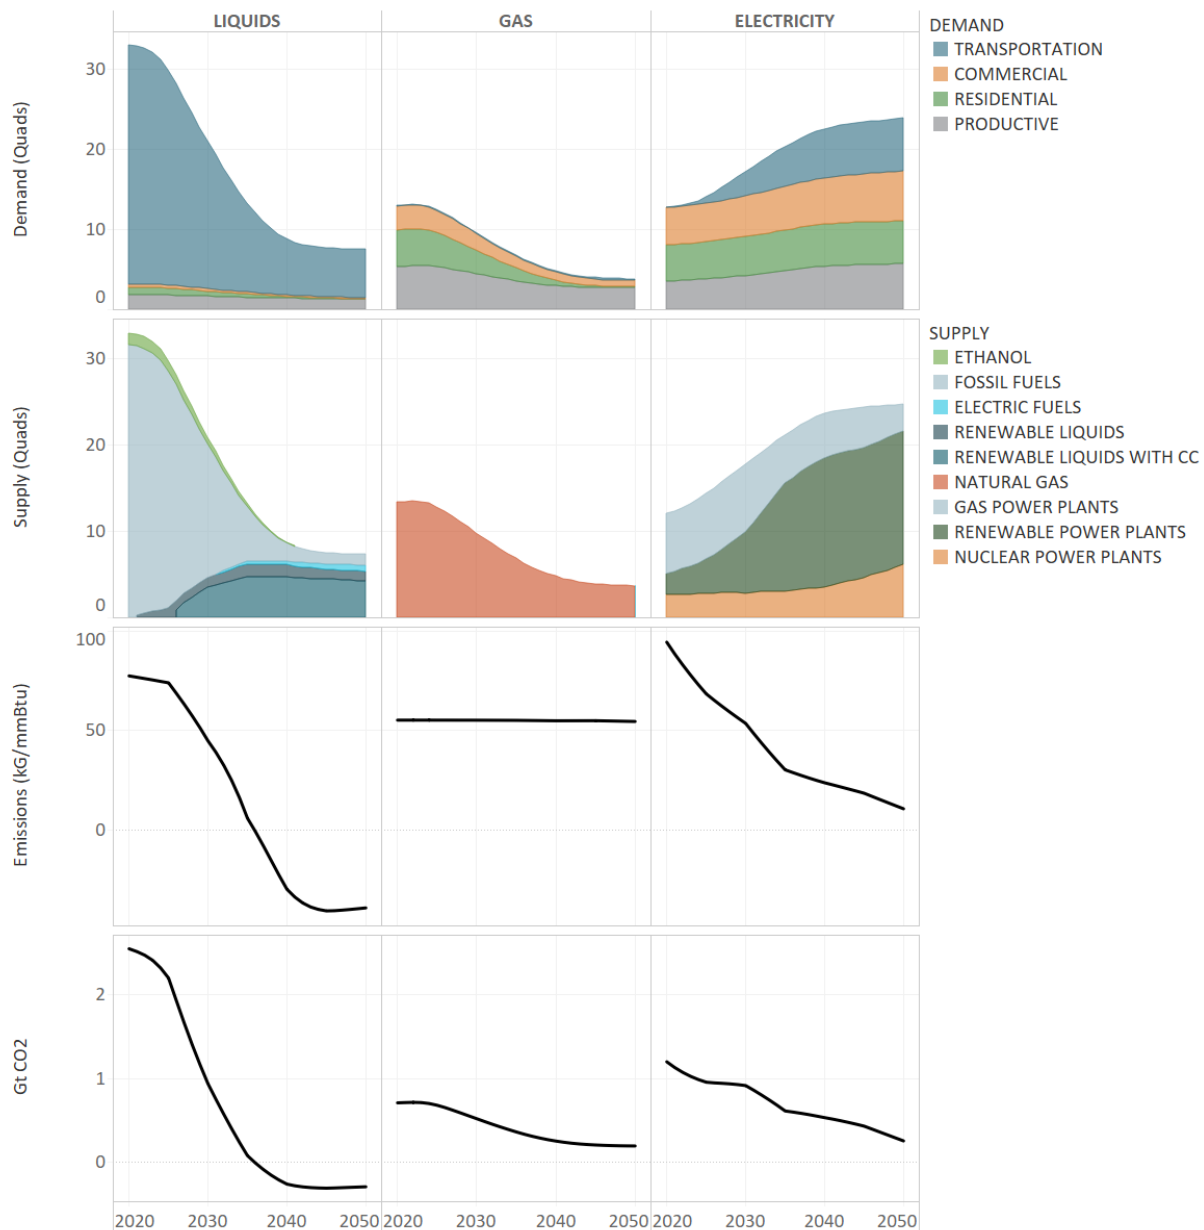 LIQUIDS GAS ELECTRICITY
DEMAND
TRANSPORTATION
COMMERCIAL
RESIDENTIAL
PRODUCTIVE
Demand (Quads)
30
20
10
0
SUPPLY
ETHANOL
FOSSIL FUELS
ELECTRIC FUELS
RENEWABLE LIQUIDS
RENEWABLE LIQUIDS WITH CC
NATURAL GAS
GAS POWER PLANTS
RENEWABLE POWER PLANTS
NUCLEAR POWER PLANTS
Supply (Quads)
30
20
10
0
Emissions (kG/mmBtu)
100
50
0
Gt CO2
2
1
0
2020 2030 2040 2050 2020 2030 2040 2050 2020 2030 2040 2050